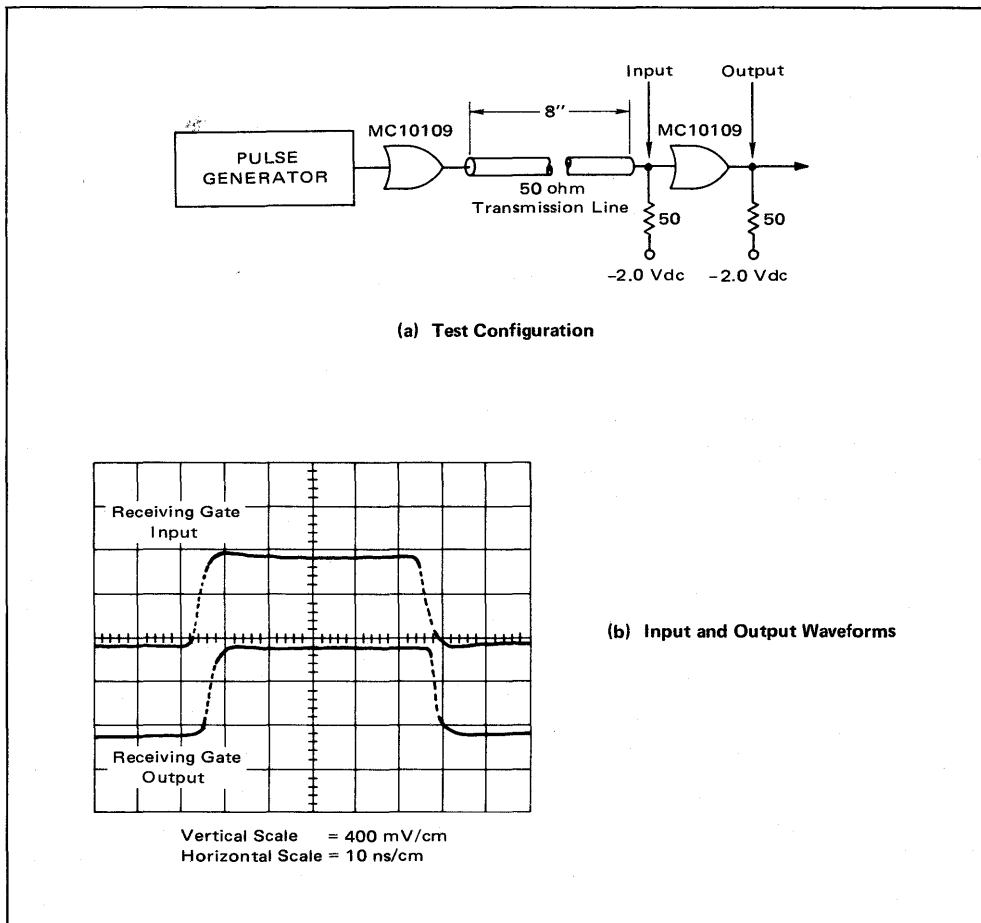 Input
Output
8″
MC10109
MC10109
PULSE
GENERATOR
50 ohm
Transmission Line
50
50
–2.0 Vdc
–2.0 Vdc
(a) Test Configuration
Receiving Gate
Input
(b) Input and Output Waveforms
Receiving Gate
Output
Vertical Scale = 400 mV/cm
Horizontal Scale = 10 ns/cm